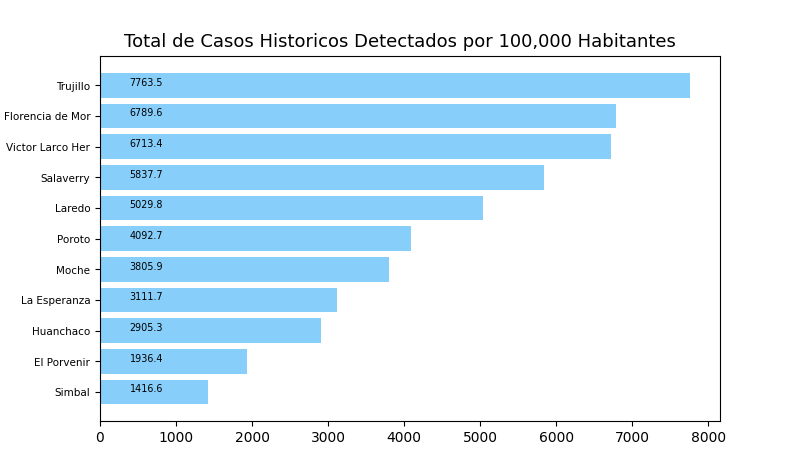 Total de Casos Historicos Detectados por 100,000 Habitantes
Trujillo 7763.5
Florencia de Mor 6789.6
Victor Larco Her 6713.4
Salaverry 5837.7
Laredo 5029.8
Poroto 4092.7
Moche 3805.9
La Esperanza 3111.7
Huanchaco 2905.3
El Porvenir 1936.4
Simbal 1416.6
0 1000 2000 3000 4000 5000 6000 7000 8000